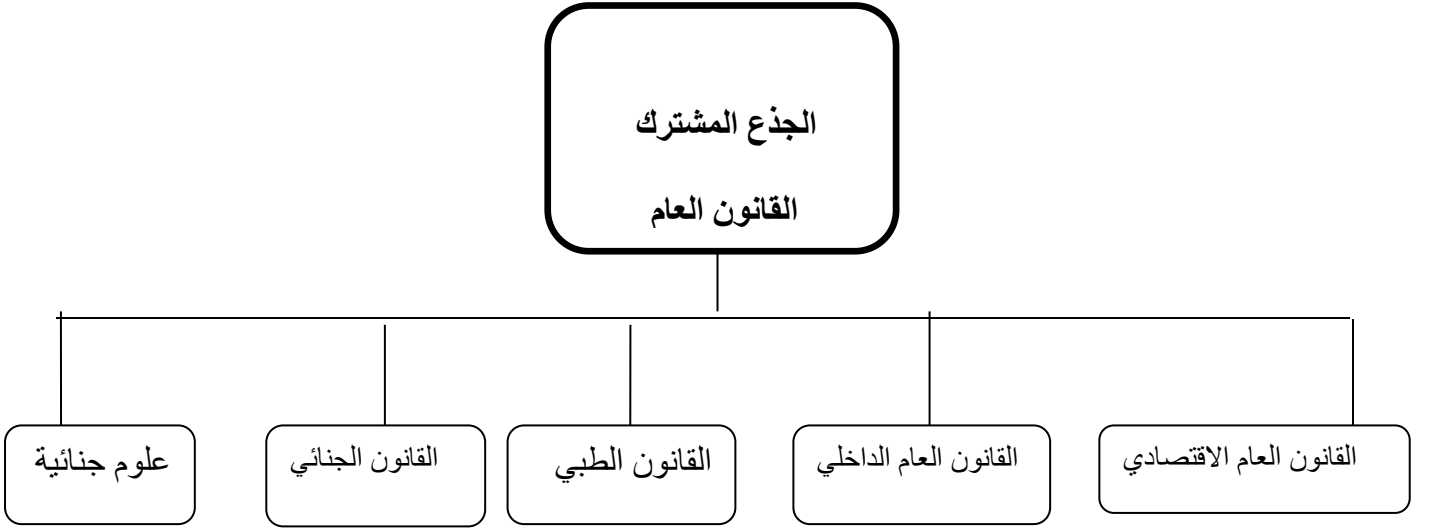 الجذع المشترك
القانون العام
القانون العام الاقتصادي
القانون العام الداخلي
القانون الطبي
القانون الجنائي
علوم جنائية